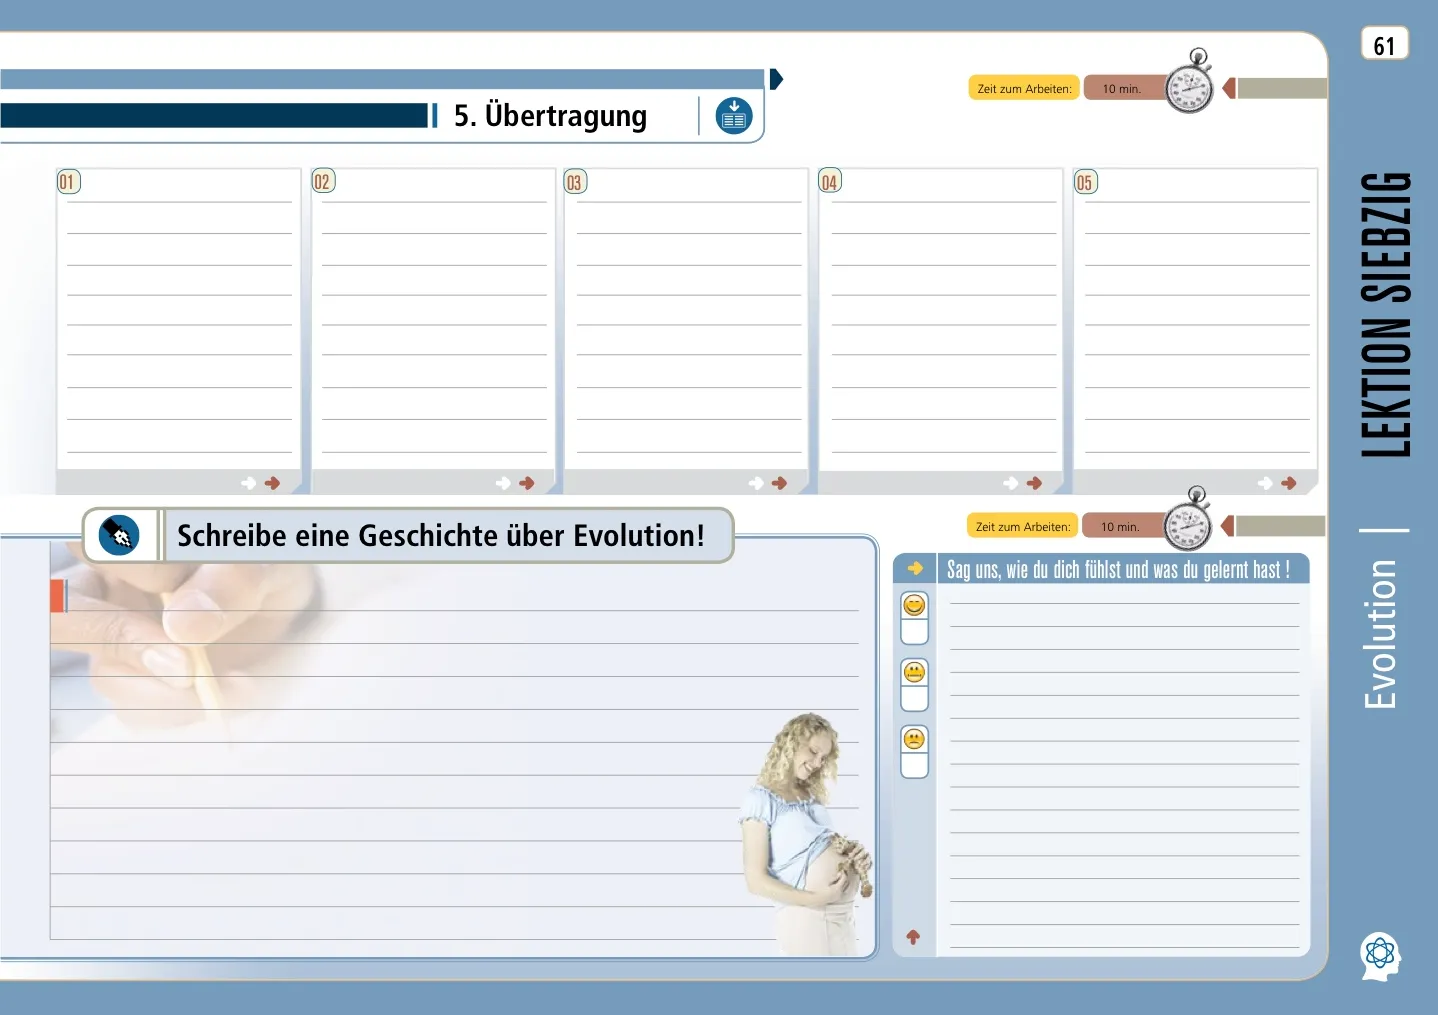 61
Zeit zum Arbeiten: 10 min.
5. Übertragung
01
02
03
04
05
Schreibe eine Geschichte über Evolution!
Zeit zum Arbeiten: 10 min.
Sag uns, wie du dich fühlst und was du gelernt hast !
LEKTION SIEBZIG
Evolution